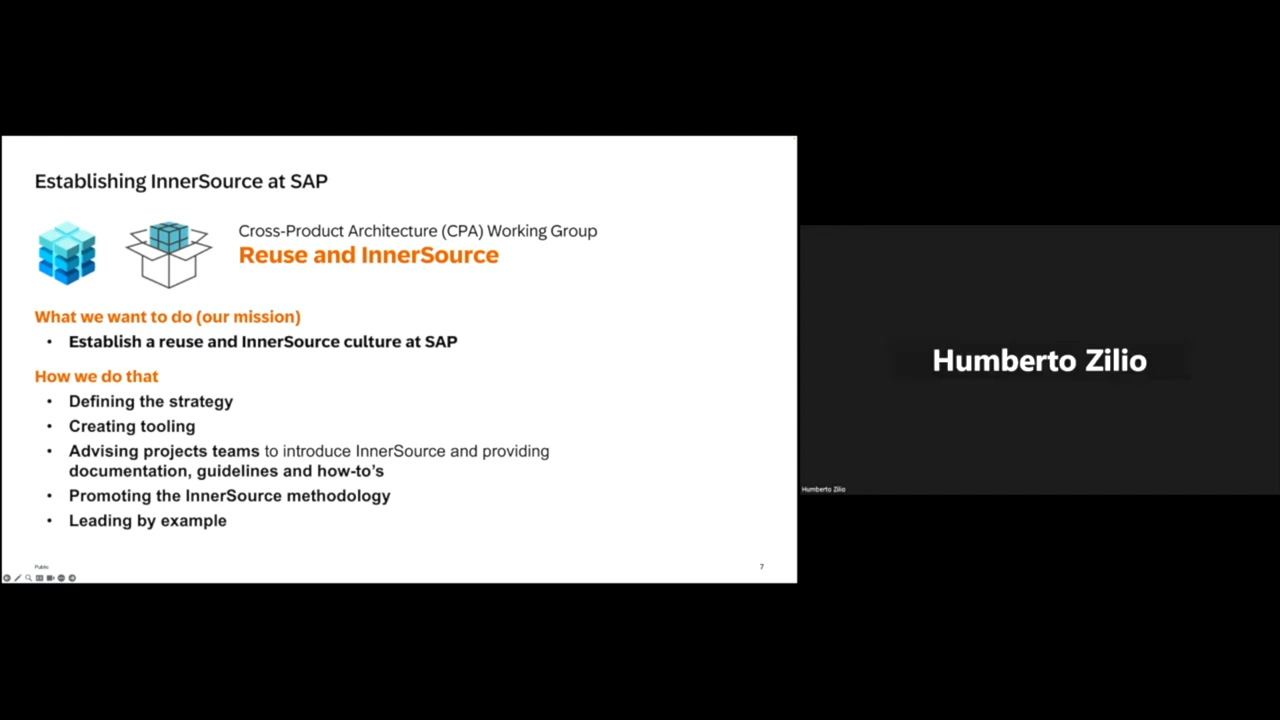 Establishing InnerSource at SAP
Cross-Product Architecture (CPA) Working Group
Reuse and InnerSource
What we want to do (our mission)
• Establish a reuse and InnerSource culture at SAP
How we do that
• Defining the strategy
• Creating tooling
• Advising projects teams to introduce InnerSource and providing
documentation, guidelines and how-to’s
• Promoting the InnerSource methodology
• Leading by example
Public
7
Humberto Zilio
Humberto Zilio